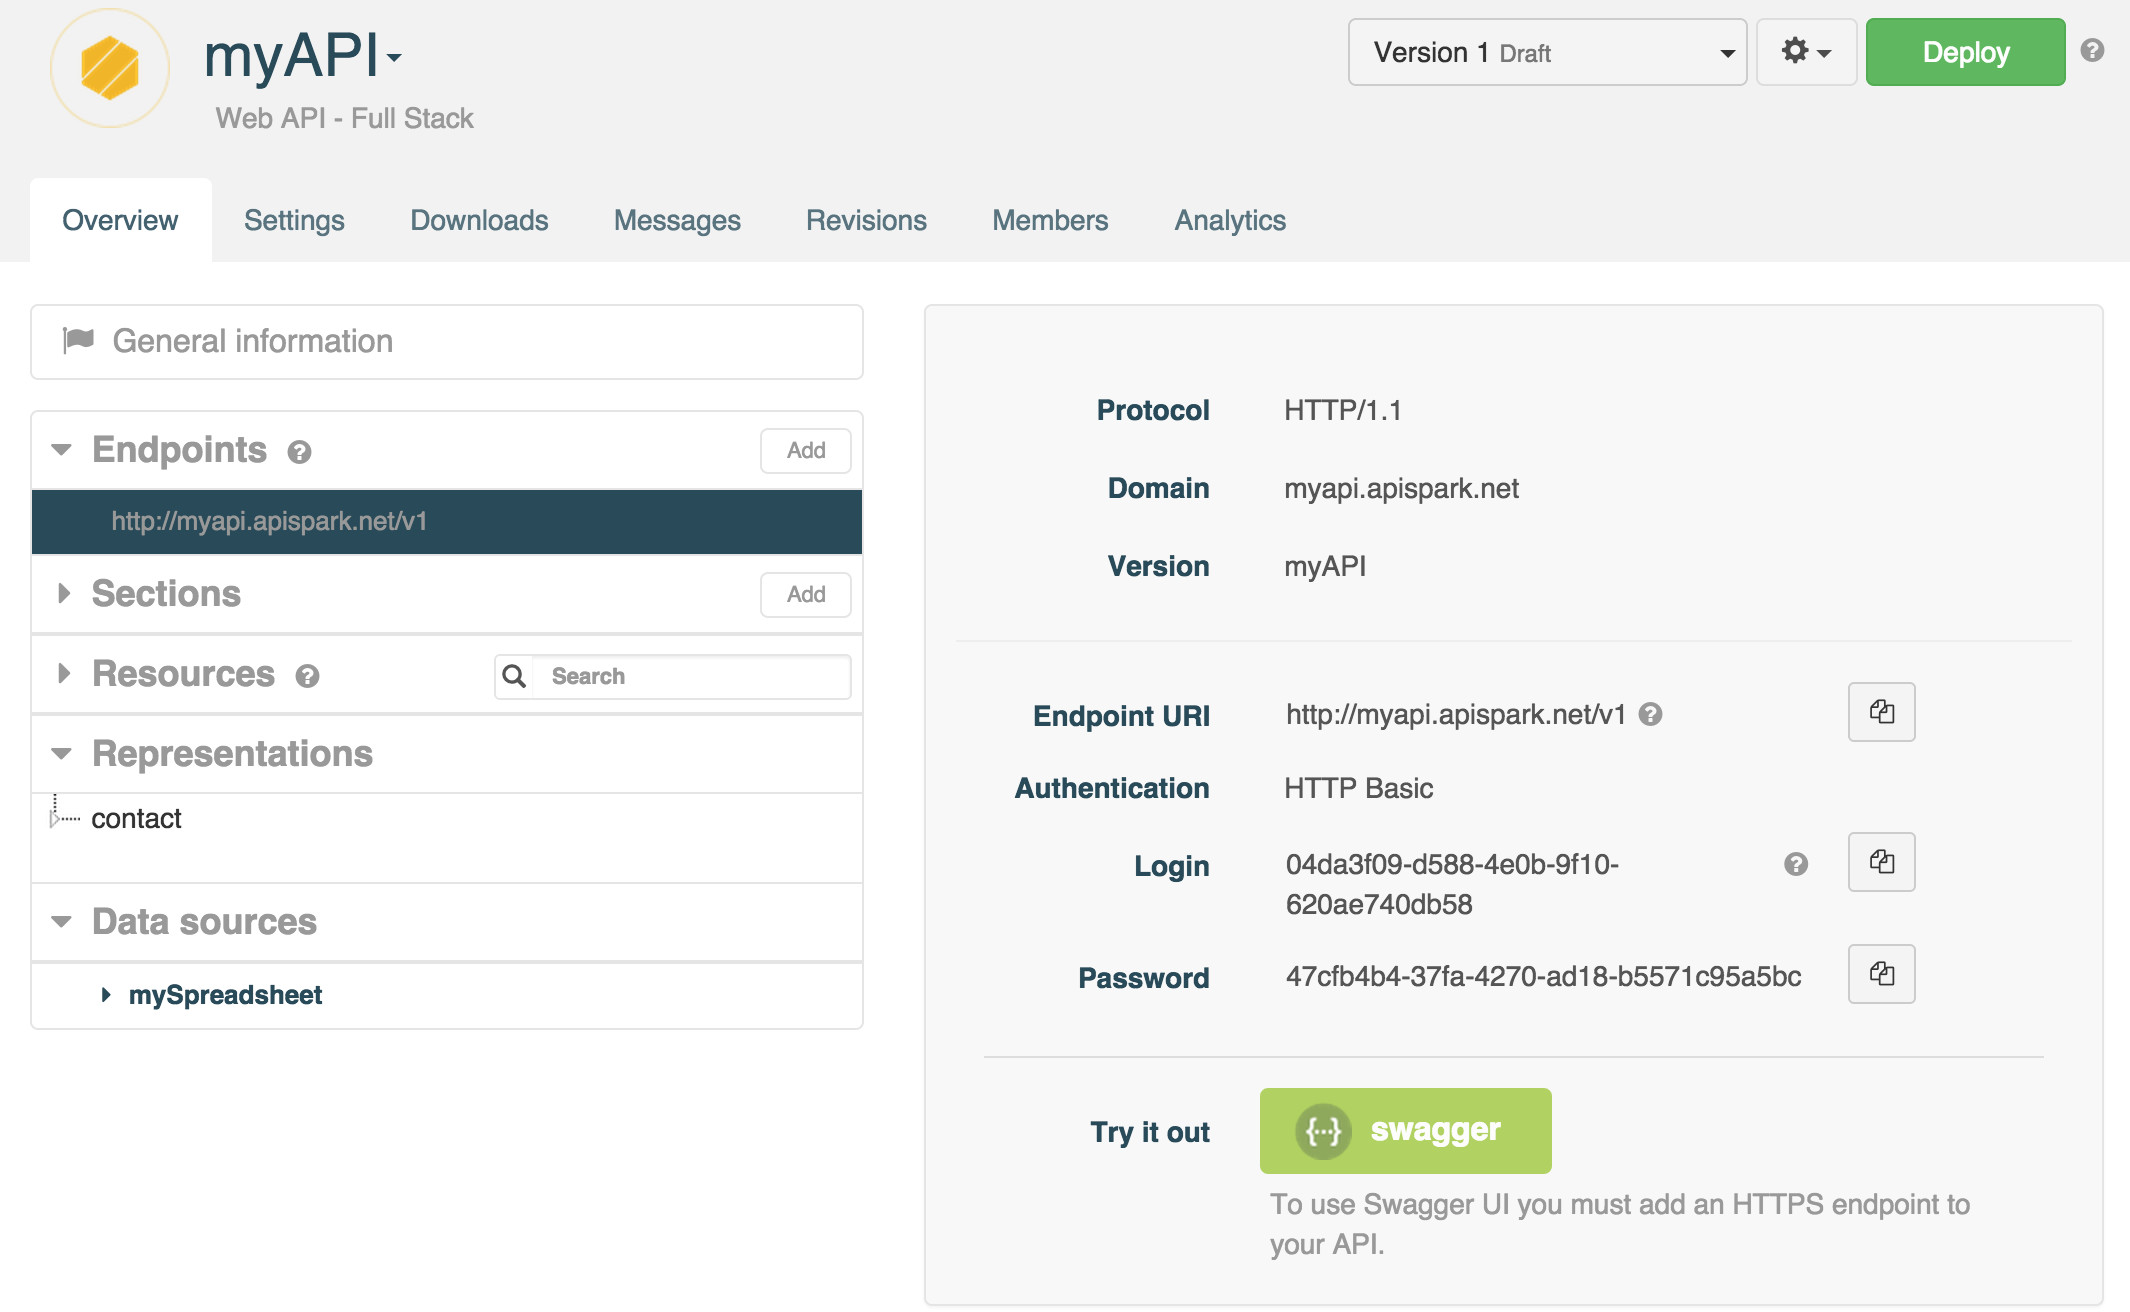 myAPI
Web API - Full Stack
Version 1 Draft
Deploy
Overview
Settings
Downloads
Messages
Revisions
Members
Analytics
General information
Endpoints
Add
http://myapi.apispark.net/v1
Sections
Add
Resources
Search
Representations
contact
Data sources
mySpreadsheet
Protocol HTTP/1.1
Domain myapi.apispark.net
Version myAPI
Endpoint URI http://myapi.apispark.net/v1
Authentication HTTP Basic
Login 04da3f09-d588-4e0b-9f10-
620ae740db58
Password 47cfb4b4-37fa-4270-ad18-b5571c95a5bc
Try it out {...} swagger
To use Swagger UI you must add an HTTPS endpoint to
your API.